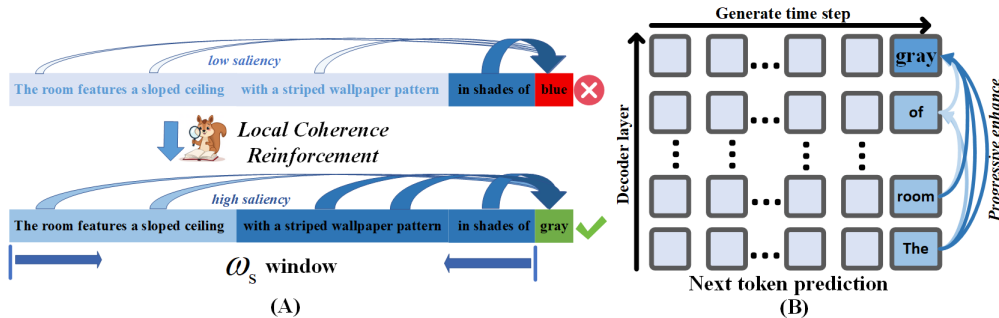 low saliency
The room features a sloped ceiling with a striped wallpaper pattern in shades of blue
Local Coherence
Reinforcement
high saliency
The room features a sloped ceiling with a striped wallpaper pattern in shades of gray
ωs window
(A)
Generate time step
Decoder layer
gray
of
room
The
Progressive enhance
Next token prediction
(B)